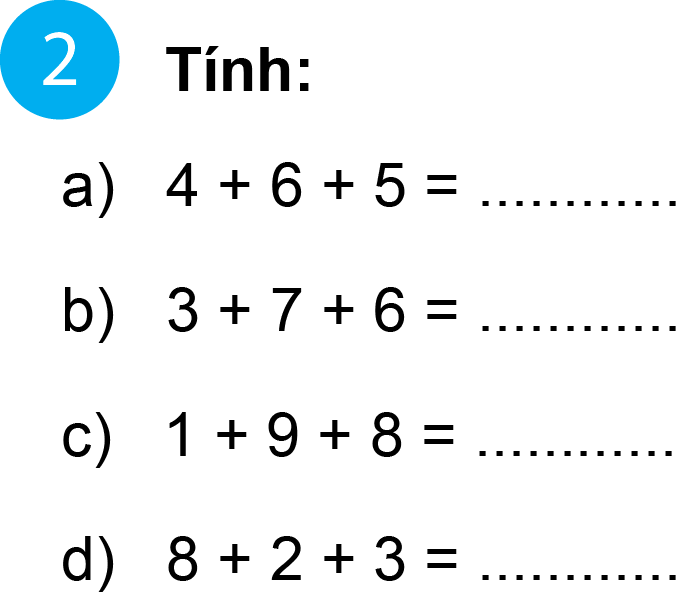 2 Tính:
a) 4 + 6 + 5 = ............
b) 3 + 7 + 6 = ............
c) 1 + 9 + 8 = ............
d) 8 + 2 + 3 = ............